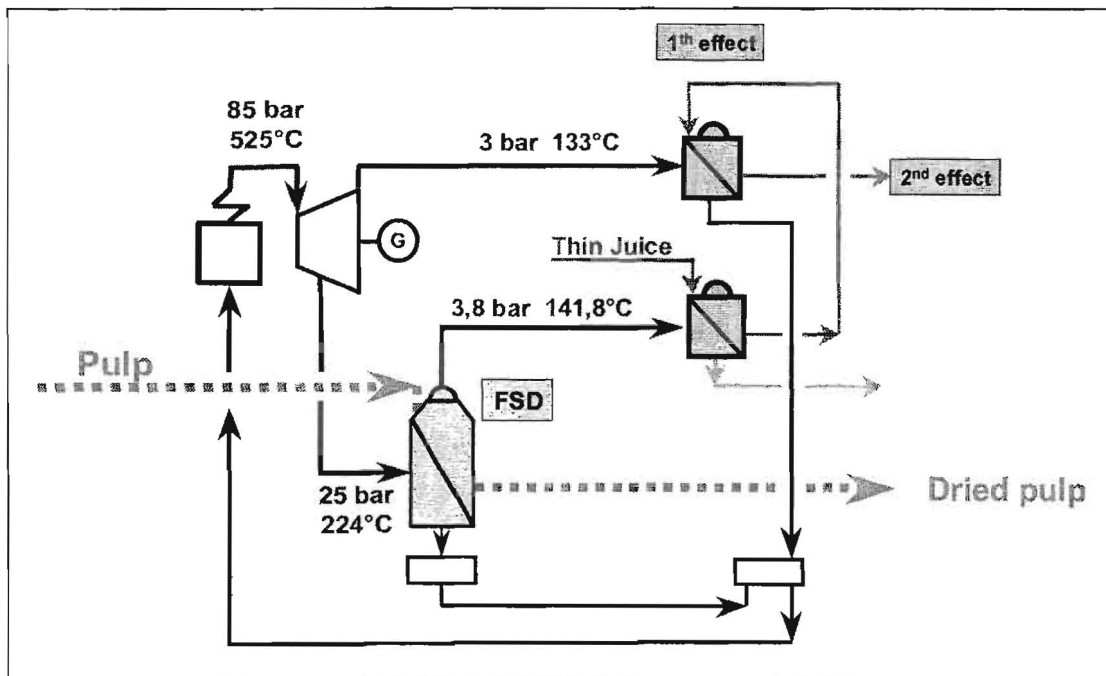 1th effect
85 bar
525°C
3 bar 133°C
2nd effect
G
Thin Juice
3,8 bar 141,8°C
Pulp
FSD
25 bar
224°C
Dried pulp